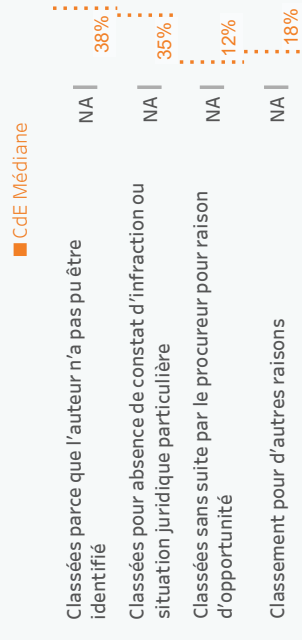 CdE Médiane
Classées parce que l'auteur n'a pas pu être
identifié
NA
38%
Classées pour absence de constat d'infraction ou
situation juridique particulière
NA
35%
Classées sans suite par le procureur pour raison
d'opportunité
NA
12%
Classement pour d'autres raisons
NA
18%